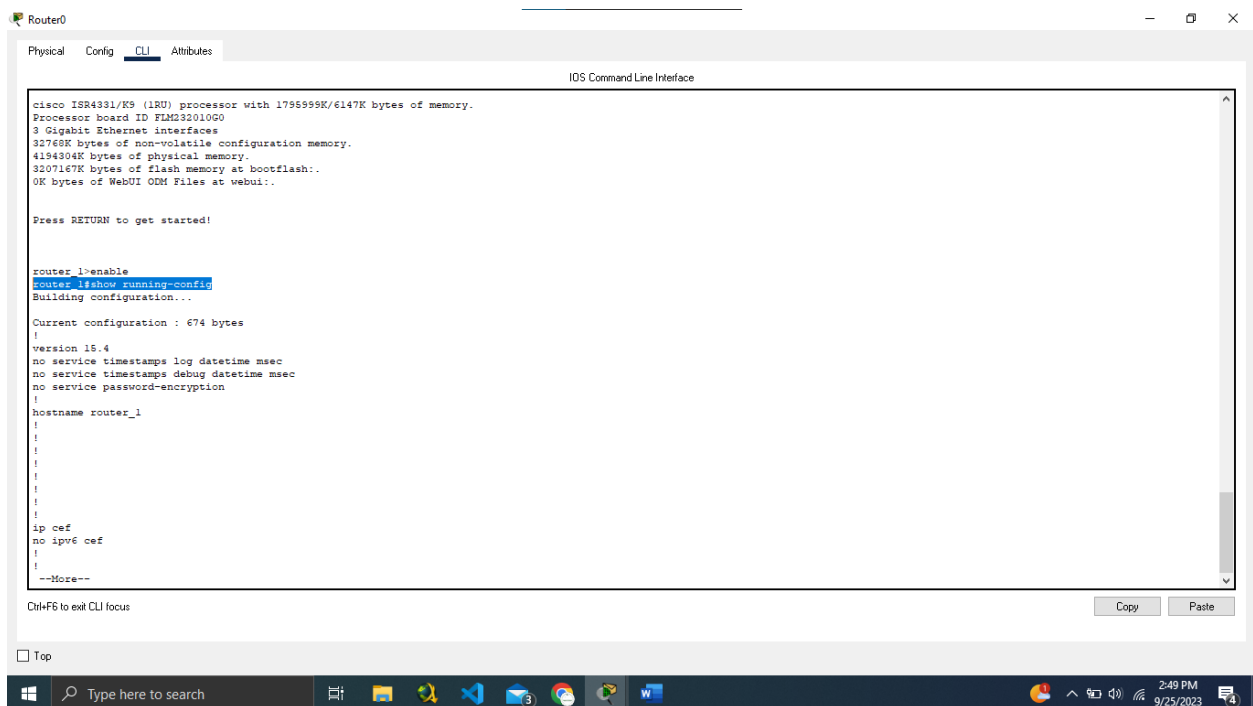 Router0
Physical Config CLI Attributes
IOS Command Line Interface
cisco ISR4331/K9 (1RU) processor with 1795999K/6147K bytes of memory.
Processor board ID FLM232010G0
3 Gigabit Ethernet interfaces
32768K bytes of non-volatile configuration memory.
4194304K bytes of physical memory.
3207167K bytes of flash memory at bootflash:.
0K bytes of WebUI ODM Files at webui:.
Press RETURN to get started!
router_1>enable
router_1#show running-config
Building configuration...
Current configuration : 674 bytes
!
version 15.4
no service timestamps log datetime msec
no service timestamps debug datetime msec
no service password-encryption
!
hostname router_1
!
!
!
!
!
!
!
!
ip cef
no ipv6 cef
!
!
--More--
Ctrl+F6 to exit CLI focus
Copy Paste
Top
Type here to search
2:49 PM
9/25/2023